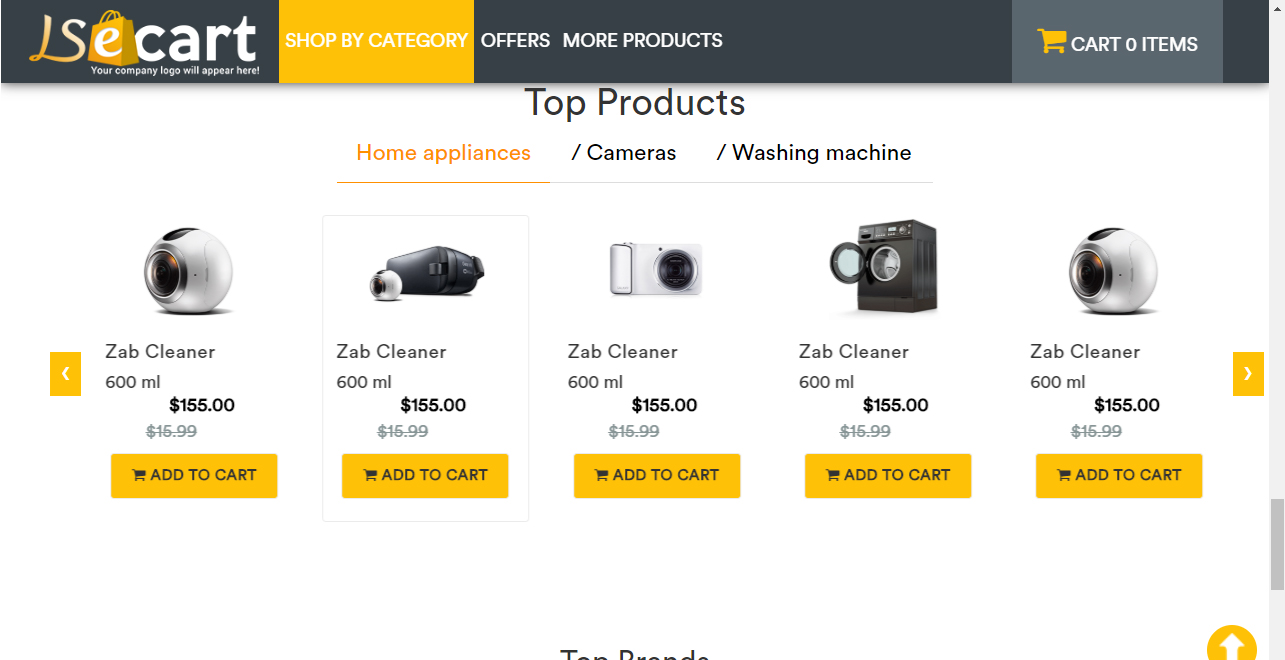 LSecart
Your company logo will appear here!
SHOP BY CATEGORY OFFERS MORE PRODUCTS
CART 0 ITEMS
Top Products
Home appliances / Cameras / Washing machine
Zab Cleaner
600 ml
$155.00
$15.99
ADD TO CART
Zab Cleaner
600 ml
$155.00
$15.99
ADD TO CART
Zab Cleaner
600 ml
$155.00
$15.99
ADD TO CART
Zab Cleaner
600 ml
$155.00
$15.99
ADD TO CART
Zab Cleaner
600 ml
$155.00
$15.99
ADD TO CART
Top Brands